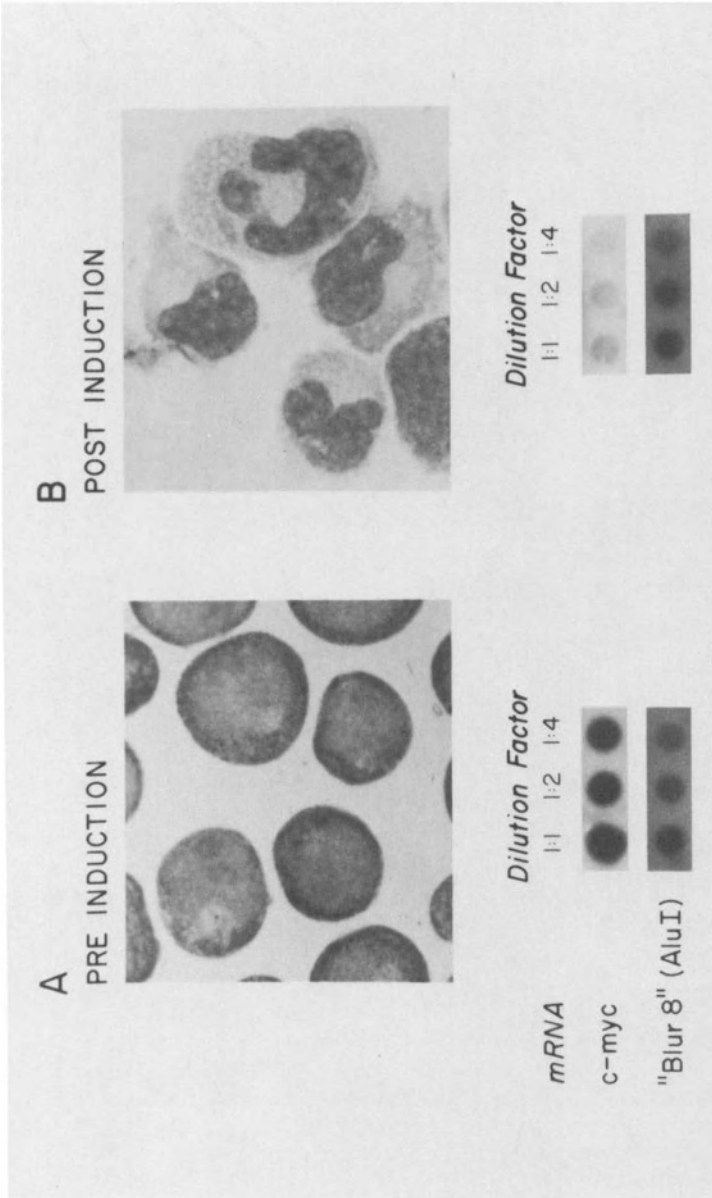 A
PRE INDUCTION
B
POST INDUCTION
mRNA
Dilution Factor
1:1 1:2 1:4
Dilution Factor
1:1 1:2 1:4
c-myc
"Blur 8" (AluI)